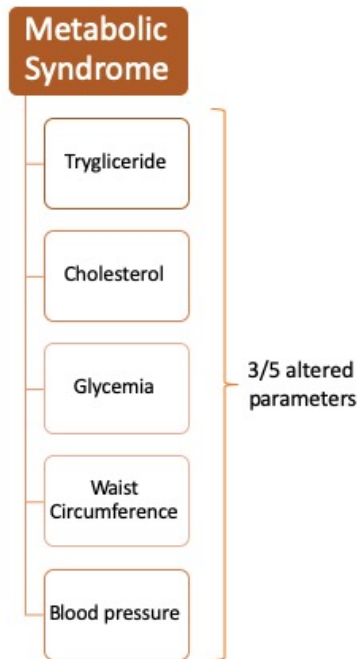 Metabolic
Syndrome
Trygliceride
Cholesterol
Glycemia
Waist
Circumference
Blood pressure
3/5 altered
parameters